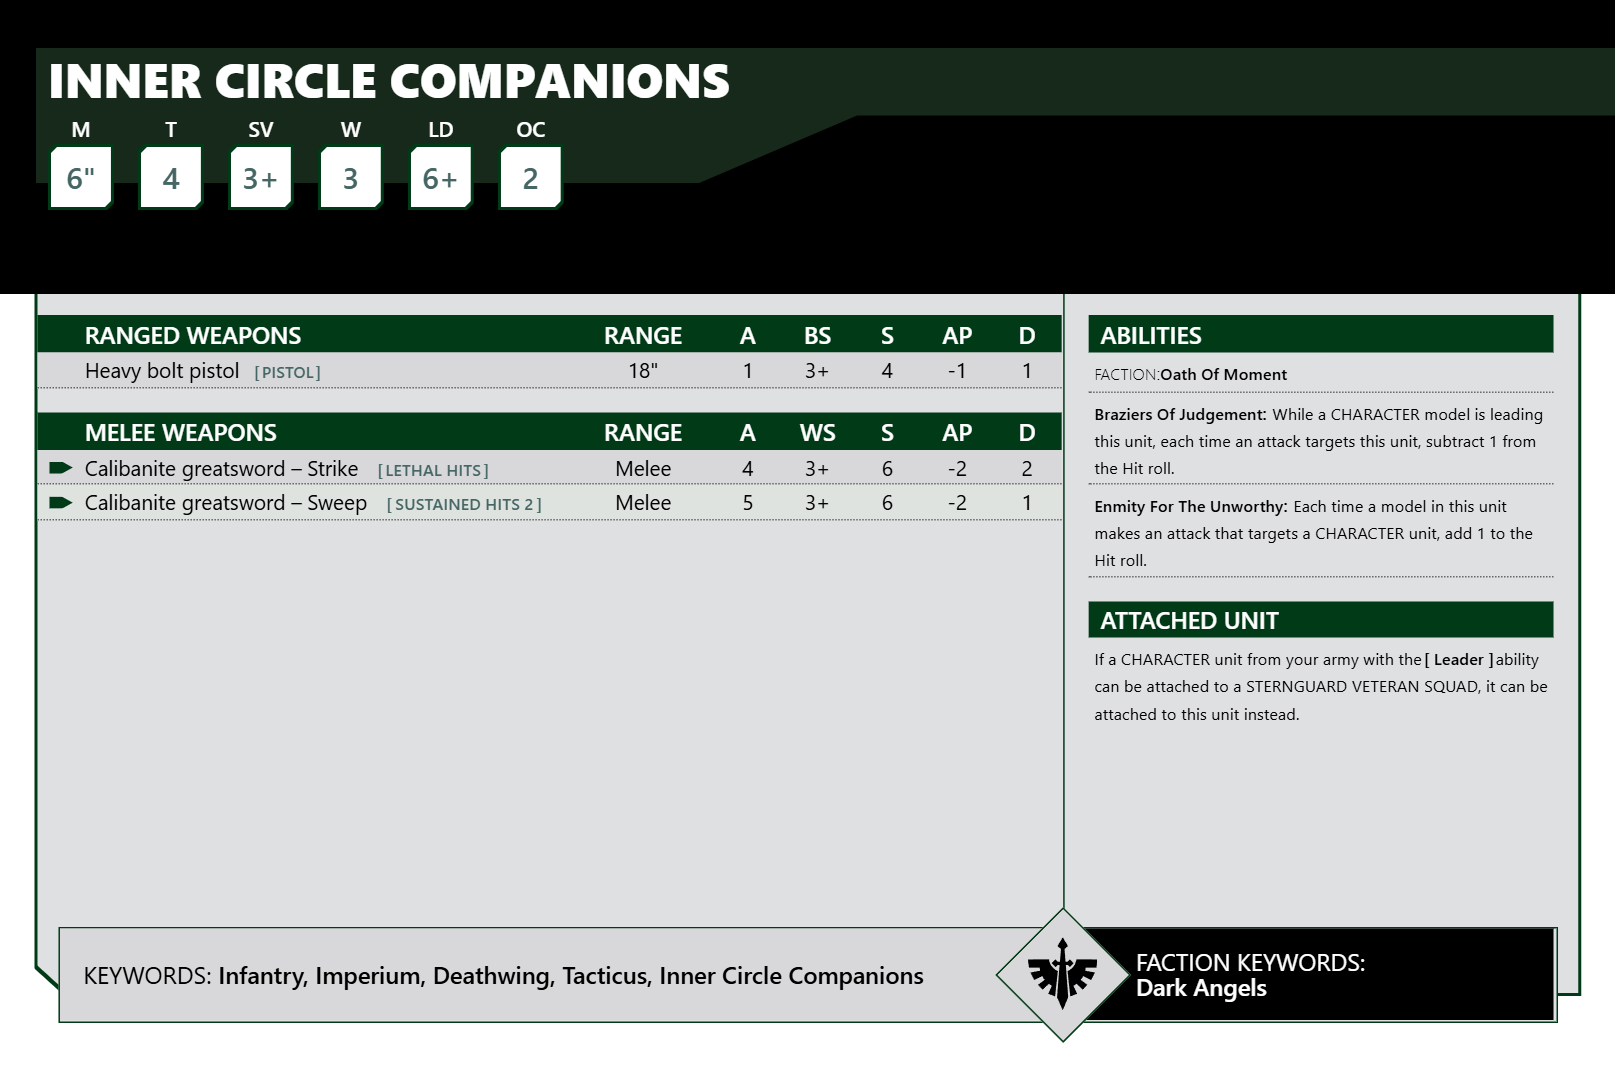 INNER CIRCLE COMPANIONS
M T SV W LD OC
6" 4 3+ 3 6+ 2
RANGED WEAPONS RANGE A BS S AP D
Heavy bolt pistol [PISTOL] 18" 1 3+ 4 -1 1
MELEE WEAPONS RANGE A WS S AP D
Calibanite greatsword – Strike [LETHAL HITS] Melee 4 3+ 6 -2 2
Calibanite greatsword – Sweep [SUSTAINED HITS 2] Melee 5 3+ 6 -2 1
ABILITIES
FACTION:Oath Of Moment
Braziers Of Judgement: While a CHARACTER model is leading
this unit, each time an attack targets this unit, subtract 1 from
the Hit roll.
Enmity For The Unworthy: Each time a model in this unit
makes an attack that targets a CHARACTER unit, add 1 to the
Hit roll.
ATTACHED UNIT
If a CHARACTER unit from your army with the [ Leader ] ability
can be attached to a STERNGUARD VETERAN SQUAD, it can be
attached to this unit instead.
KEYWORDS: Infantry, Imperium, Deathwing, Tacticus, Inner Circle Companions
FACTION KEYWORDS:
Dark Angels